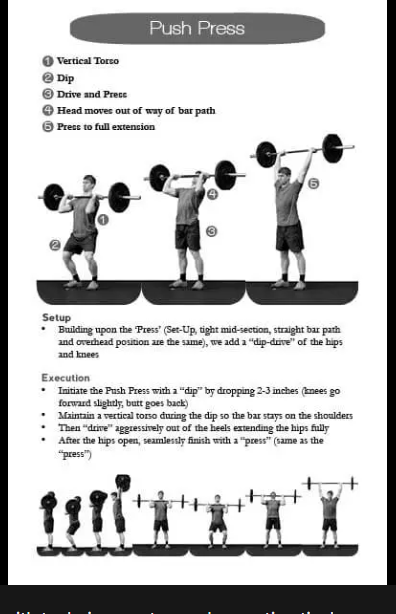 Push Press
1 Vertical Torso
2 Dip
3 Drive and Press
4 Head moves out of way of bar path
5 Press to full extension
5
4
1
3
2
Setup
• Building upon the 'Press' (Set-Up, tight mid-section, straight bar path
and overhead position are the same), we add a "dip-drive" of the hips
and knees
Execution
• Initiate the Push Press with a "dip" by dropping 2-3 inches (knees go
forward slightly, butt goes back)
• Maintain a vertical torso during the dip so the bar stays on the shoulders
• Then "drive" aggressively out of the heels extending the hips fully
• After the hips open, seamlessly finish with a "press" (same as the
"press")